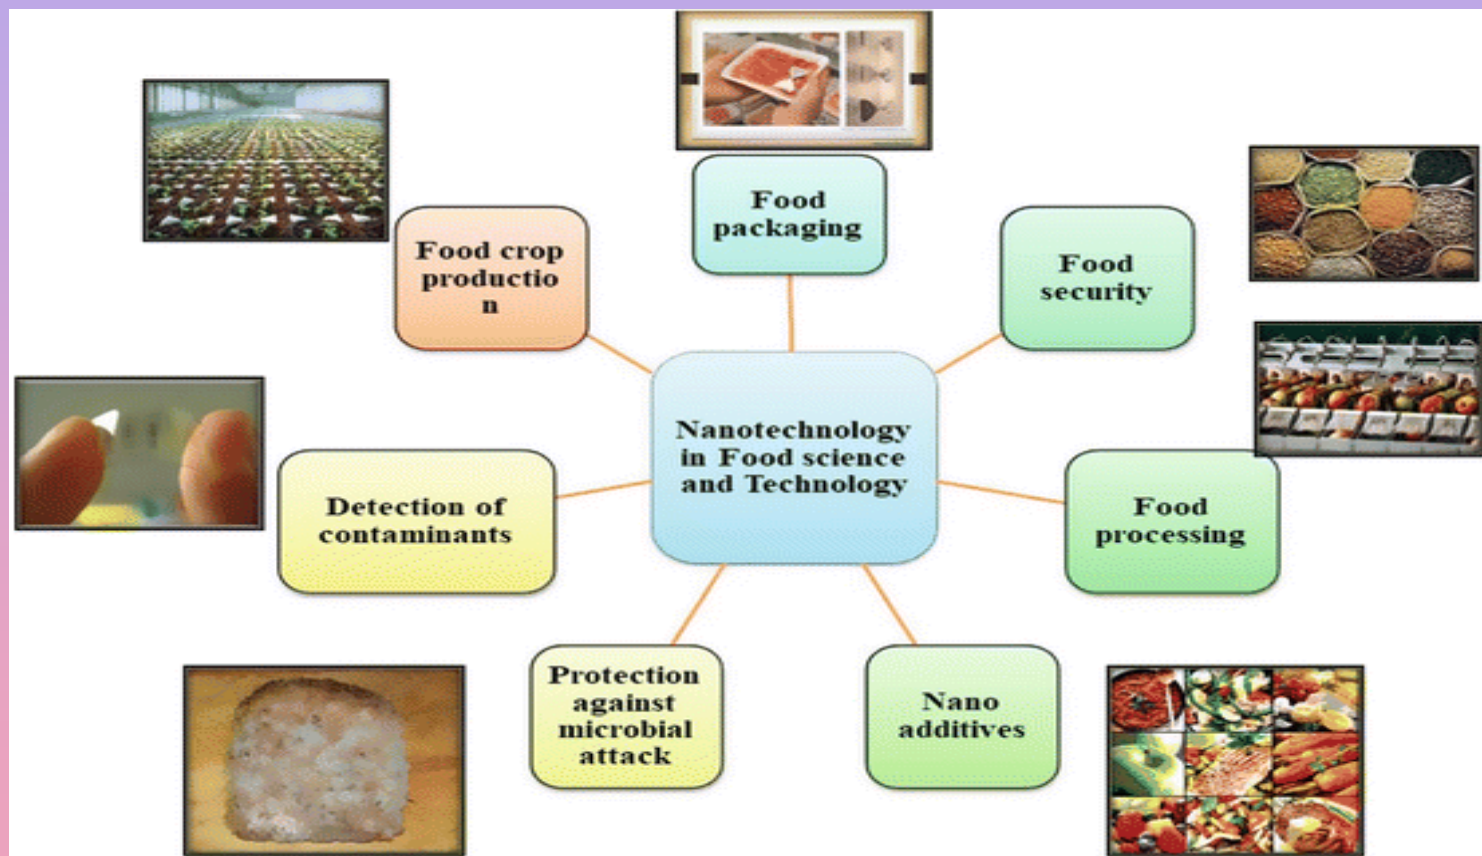 Food
packaging
Food crop
productio
n
Food
security
Nanotechnology
in Food science
and Technology
Detection of
contaminants
Food
processing
Protection
against
microbial
attack
Nano
additives